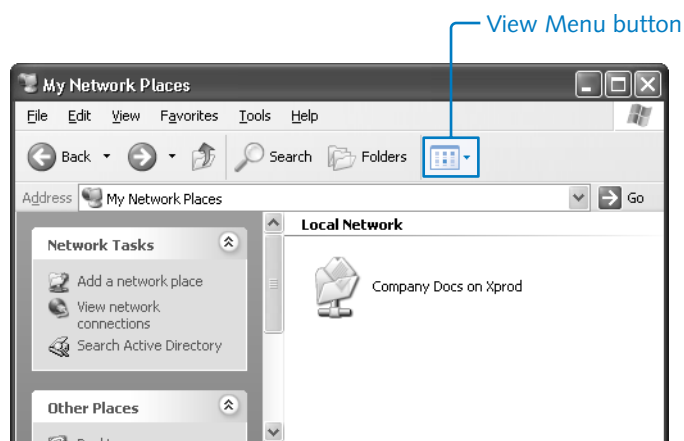 View Menu button
My Network Places
File Edit View Favorites Tools Help
Back Search Folders
Address My Network Places Go
Network Tasks
Add a network place
View network
connections
Search Active Directory
Other Places
Local Network
Company Docs on Xprod